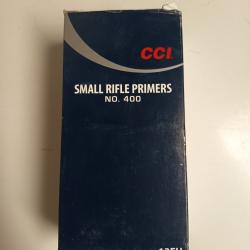 CCI
SMALL RIFLE PRIMERS
NO. 400